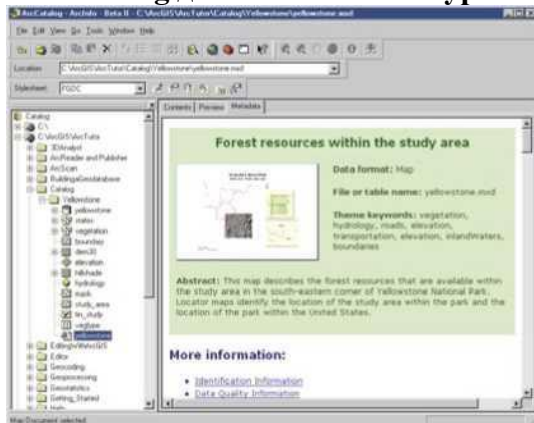 ArcCatalog - ArcInfo - Beta II - C:\ArcGIS\ArcTutor\Catalog\Yellowstone\yellowstone.mxd
File Edit View Go Tools Window Help
Location: C:\ArcGIS\ArcTutor\Catalog\Yellowstone\yellowstone.mxd
Stylesheet: FGDC
Contents Preview Metadata
Catalog
C:\
C:\ArcGIS\ArcTutor
3DAnalyst
ArcReader and Publisher
ArcScan
BuildingaGeodatabase
Catalog
Yellowstone
yellowstone
states
vegetation
boundary
dem30
elevation
hillshade
hydrology
mask
study_area
tin_study
vegtype
yellowstone
EditingWithArcGIS
Editor
Geocoding
Geoprocessing
Geostatistics
Getting_Started
Forest resources within the study area
Data format: Map
File or table name: yellowstone.mxd
Theme keywords: vegetation,
hydrology, roads, elevation,
transportation, elevation, inlandWaters,
boundaries
Abstract: This map describes the forest resources that are available within
the study area in the south-eastern corner of Yellowstone National Park.
Locator maps identify the location of the study area within the park and the
location of the park within the United States.
More information:
Identification Information
Data Quality Information
Map Document selected